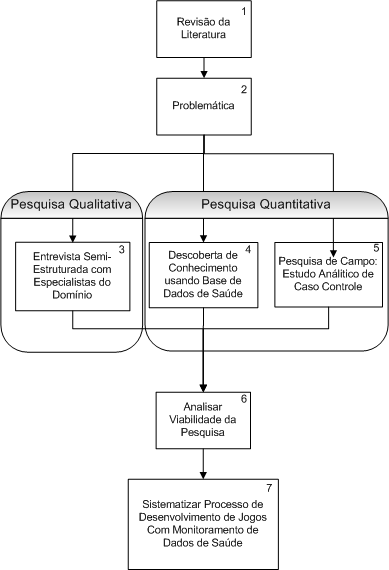 1
Revisão da
Literatura
2
Problemática
Pesquisa Qualitativa
Pesquisa Quantitativa
3
Entrevista Semi-
Estruturada com
Especialistas do
Domínio
4
Descoberta de
Conhecimento
usando Base de
Dados de Saúde
5
Pesquisa de Campo:
Estudo Análitico de
Caso Controle
6
Analisar
Viabilidade da
Pesquisa
7
Sistematizar Processo de
Desenvolvimento de Jogos
Com Monitoramento de
Dados de Saúde